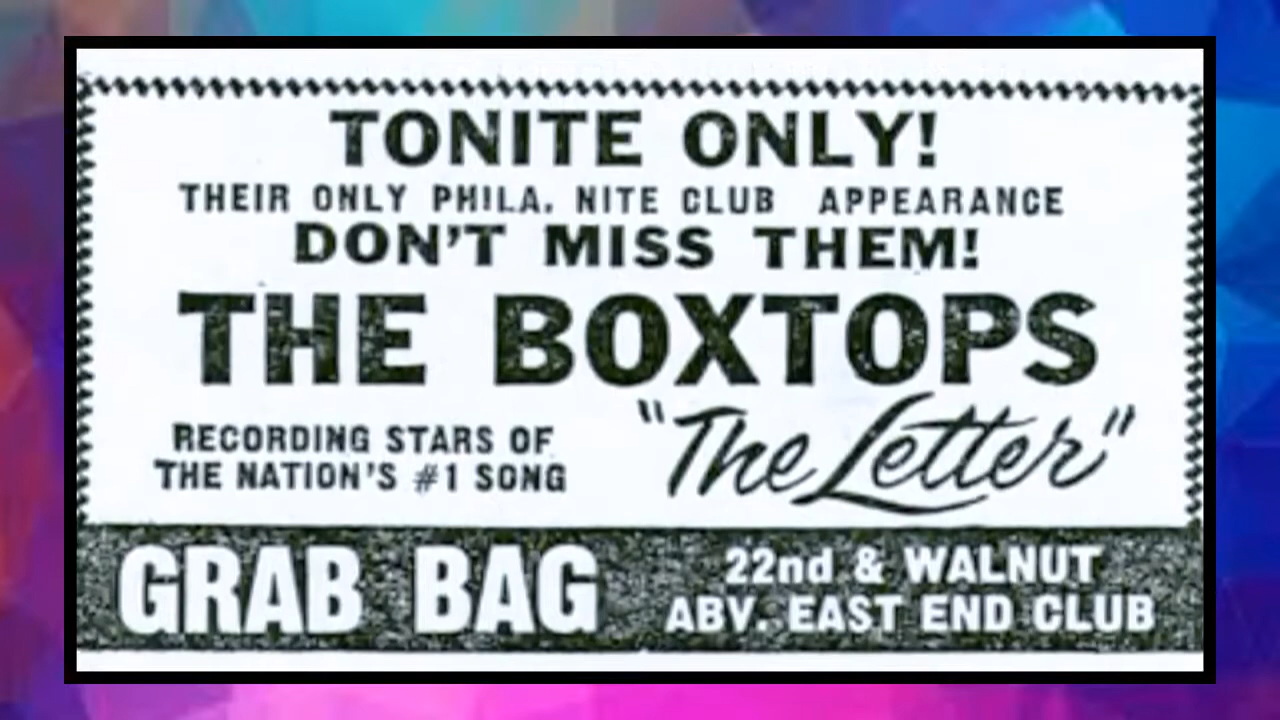 TONITE ONLY!
THEIR ONLY PHILA. NITE CLUB APPEARANCE
DON'T MISS THEM!
THE BOXTOPS
RECORDING STARS OF
THE NATION'S #1 SONG
"The Letter"
GRAB BAG
22nd & WALNUT
ABV. EAST END CLUB